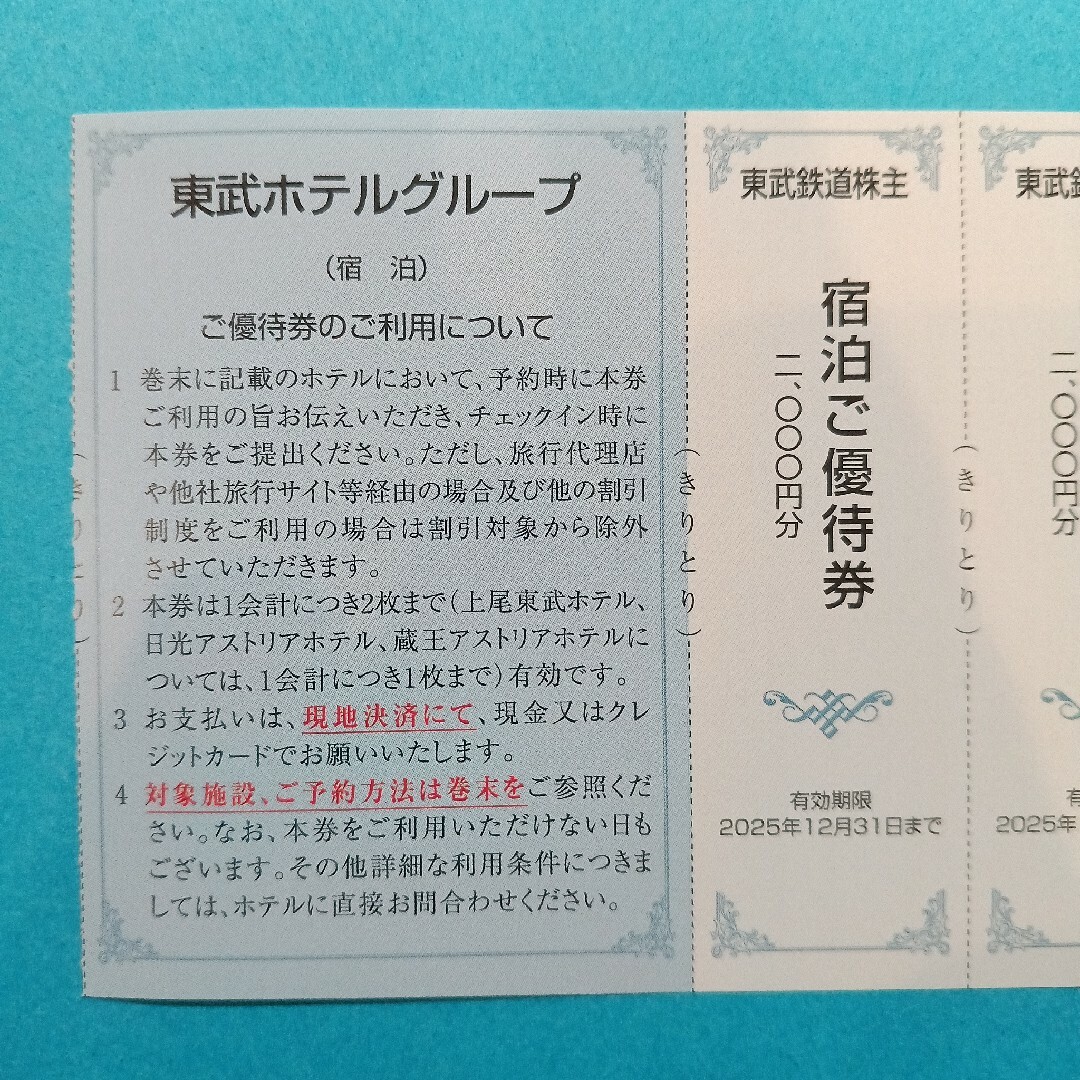 東武ホテルグループ
（宿　泊）
ご優待券のご利用について
1 巻末に記載のホテルにおいて、予約時に本券
ご利用の旨お伝えいただき、チェックイン時に
本券をご提出ください。ただし、旅行代理店
や他社旅行サイト等経由の場合及び他の割引
制度をご利用の場合は割引対象から除外
させていただきます。
2 本券は1会計につき2枚まで（上尾東武ホテル、
日光アストリアホテル、蔵王アストリアホテルに
ついては、1会計につき1枚まで）有効です。
3 お支払いは、現地決済にて、現金又はクレ
ジットカードでお願いいたします。
4 対象施設、ご予約方法は巻末をご参照くだ
さい。なお、本券をご利用いただけない日も
ございます。その他詳細な利用条件につきま
しては、ホテルに直接お問合わせください。
（きりとり）
（きりとり）
東武鉄道株主
宿泊ご優待券
二、〇〇〇円分
有効期限
2025年12月31日まで
（きりとり）
東武鉄
二、〇〇〇円分
有
2025年